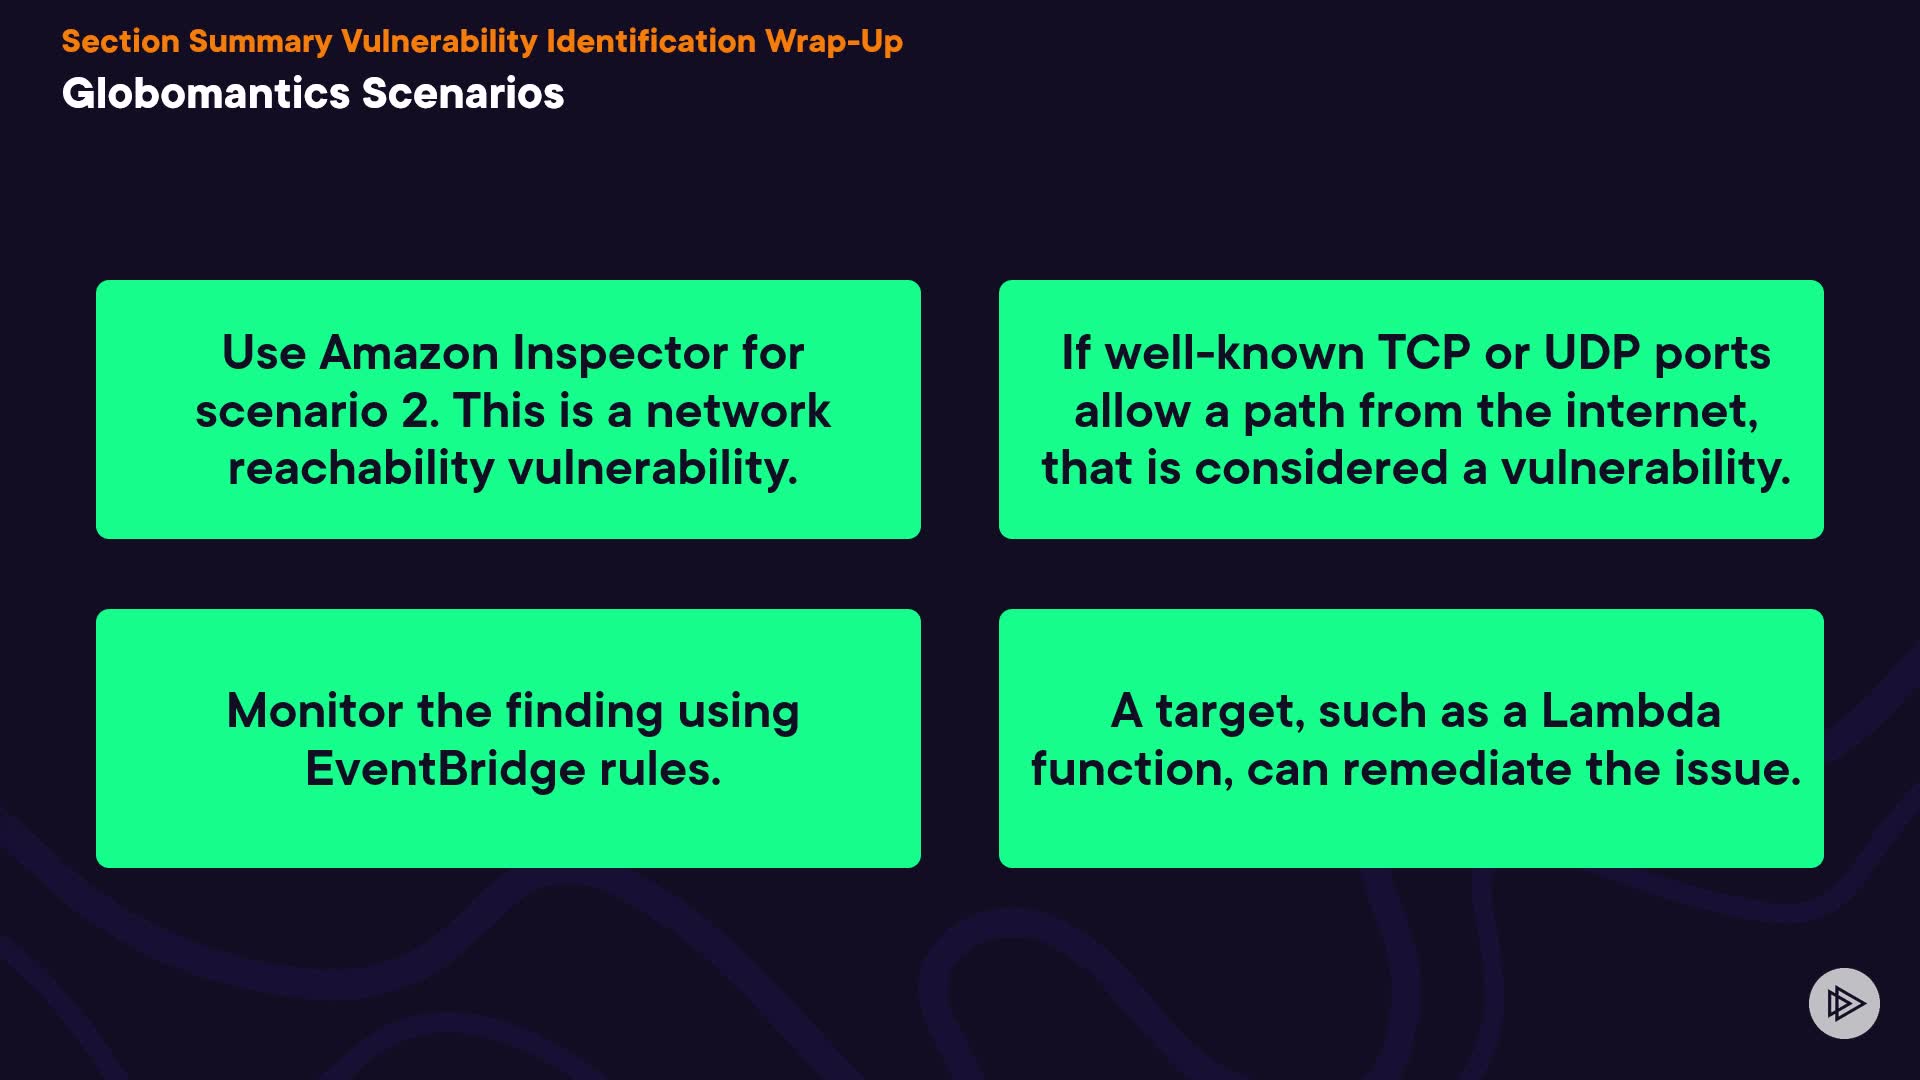 Section Summary Vulnerability Identification Wrap-Up
Globomantics Scenarios
Use Amazon Inspector for
scenario 2. This is a network
reachability vulnerability.
If well-known TCP or UDP ports
allow a path from the internet,
that is considered a vulnerability.
Monitor the finding using
EventBridge rules.
A target, such as a Lambda
function, can remediate the issue.